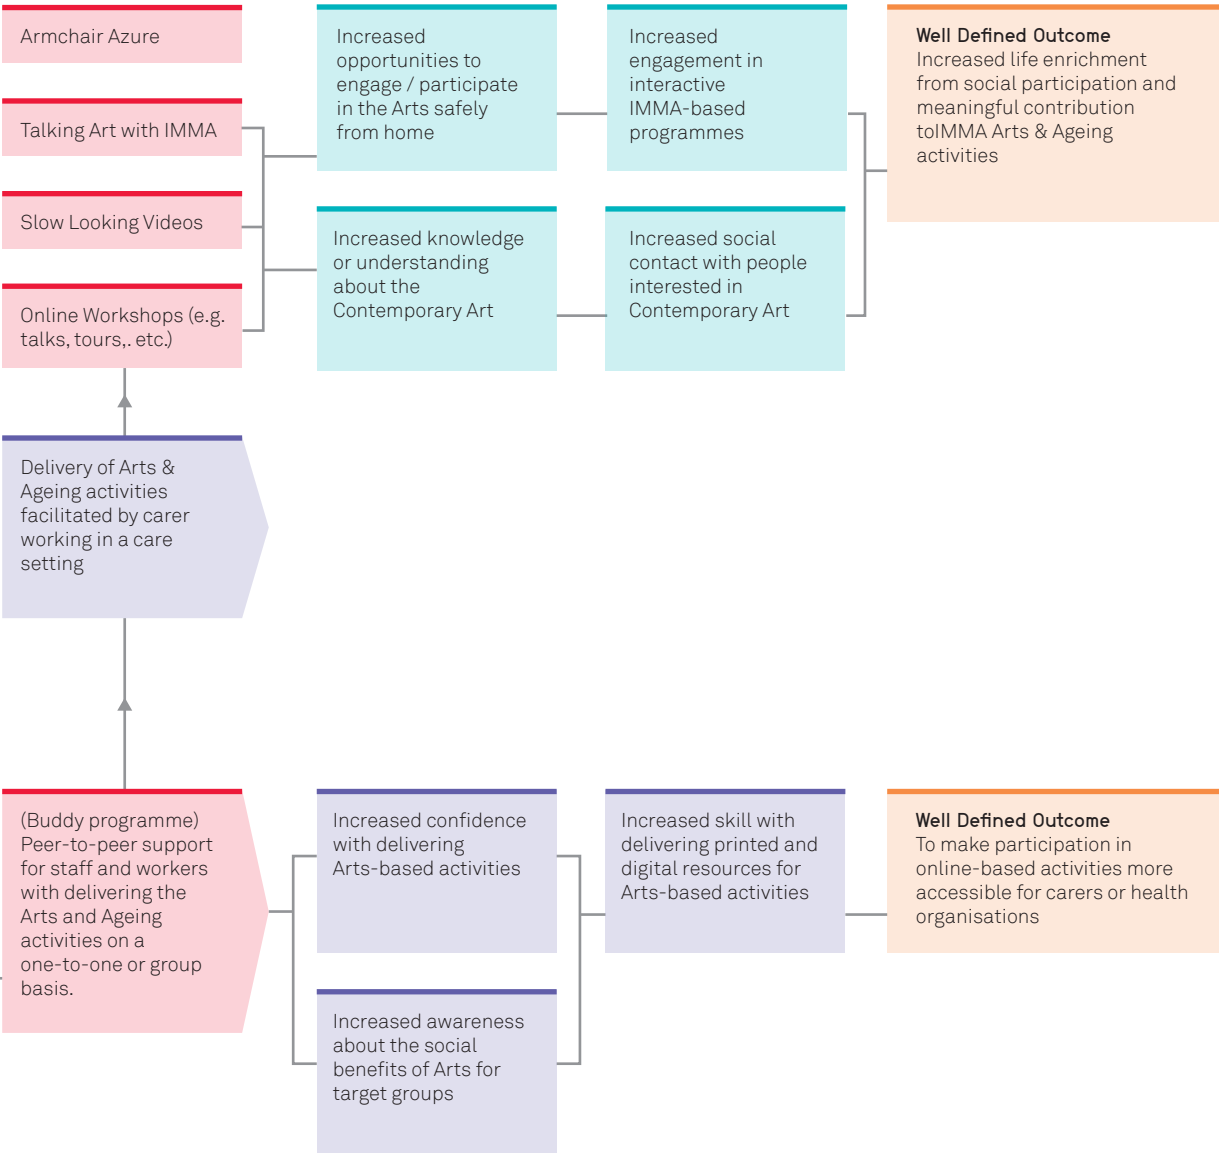 Armchair Azure
Talking Art with IMMA
Slow Looking Videos
Online Workshops (e.g.
talks, tours,. etc.)
Increased
opportunities to
engage / participate
in the Arts safely
from home
Increased
engagement in
interactive
IMMA-based
programmes
Increased knowledge
or understanding
about the
Contemporary Art
Increased social
contact with people
interested in
Contemporary Art
Well Defined Outcome
Increased life enrichment
from social participation and
meaningful contribution
toIMMA Arts & Ageing
activities
Delivery of Arts &
Ageing activities
facilitated by carer
working in a care
setting
(Buddy programme)
Peer-to-peer support
for staff and workers
with delivering the
Arts and Ageing
activities on a
one-to-one or group
basis.
Increased confidence
with delivering
Arts-based activities
Increased awareness
about the social
benefits of Arts for
target groups
Increased skill with
delivering printed and
digital resources for
Arts-based activities
Well Defined Outcome
To make participation in
online-based activities more
accessible for carers or health
organisations